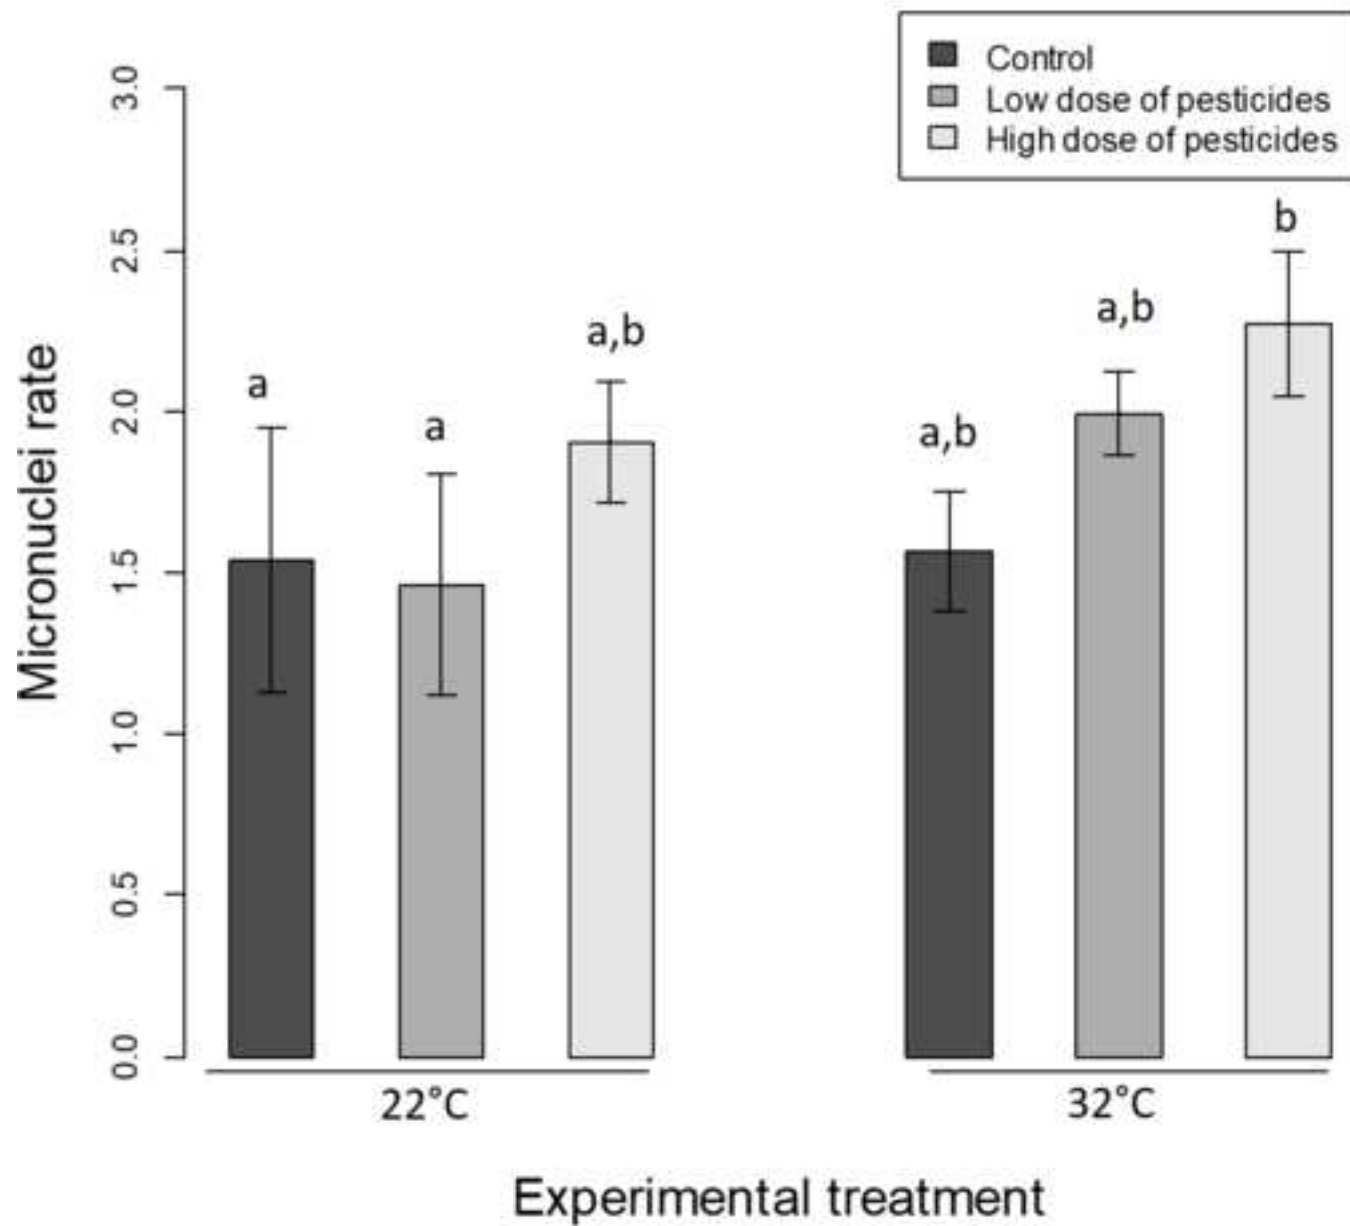 Control
Low dose of pesticides
High dose of pesticides
Micronuclei rate
3.0
2.5
2.0
1.5
1.0
0.5
0.0
a
a
a,b
a,b
a,b
b
22°C
32°C
Experimental treatment